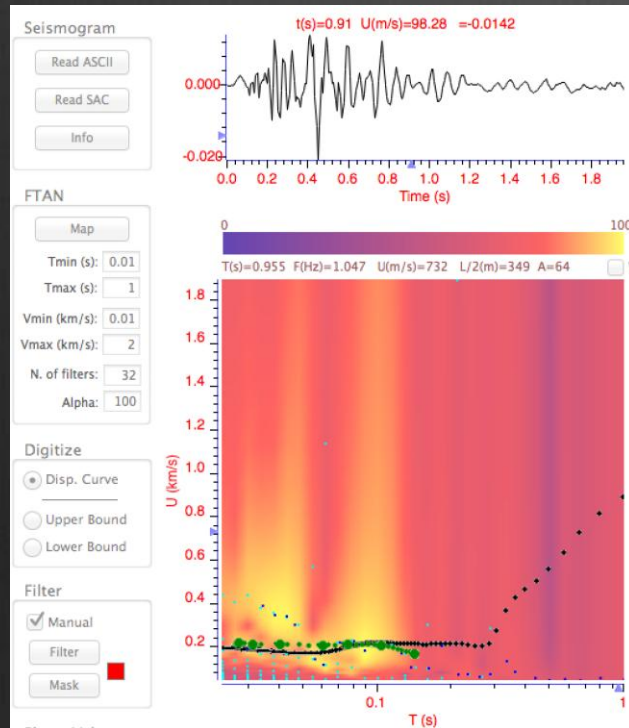 Seismogram
Read ASCII
Read SAC
Info
t(s)=0.91 U(m/s)=98.28 =-0.0142
0.000
-0.020
0.0 0.2 0.4 0.6 0.8 1.0 1.2 1.4 1.6 1.8
Time (s)
FTAN
Map
Tmin (s): 0.01
Tmax (s): 1
Vmin (km/s): 0.01
Vmax (km/s): 2
N. of filters: 32
Alpha: 100
0 100
T(s)=0.955 F(Hz)=1.047 U(m/s)=732 L/2(m)=349 A=64
1.8
1.6
1.4
1.2
1.0
0.8
0.6
0.4
0.2
U (km/s)
0.1 1
T (s)
Digitize
Disp. Curve
Upper Bound
Lower Bound
Filter
Manual
Filter
Mask